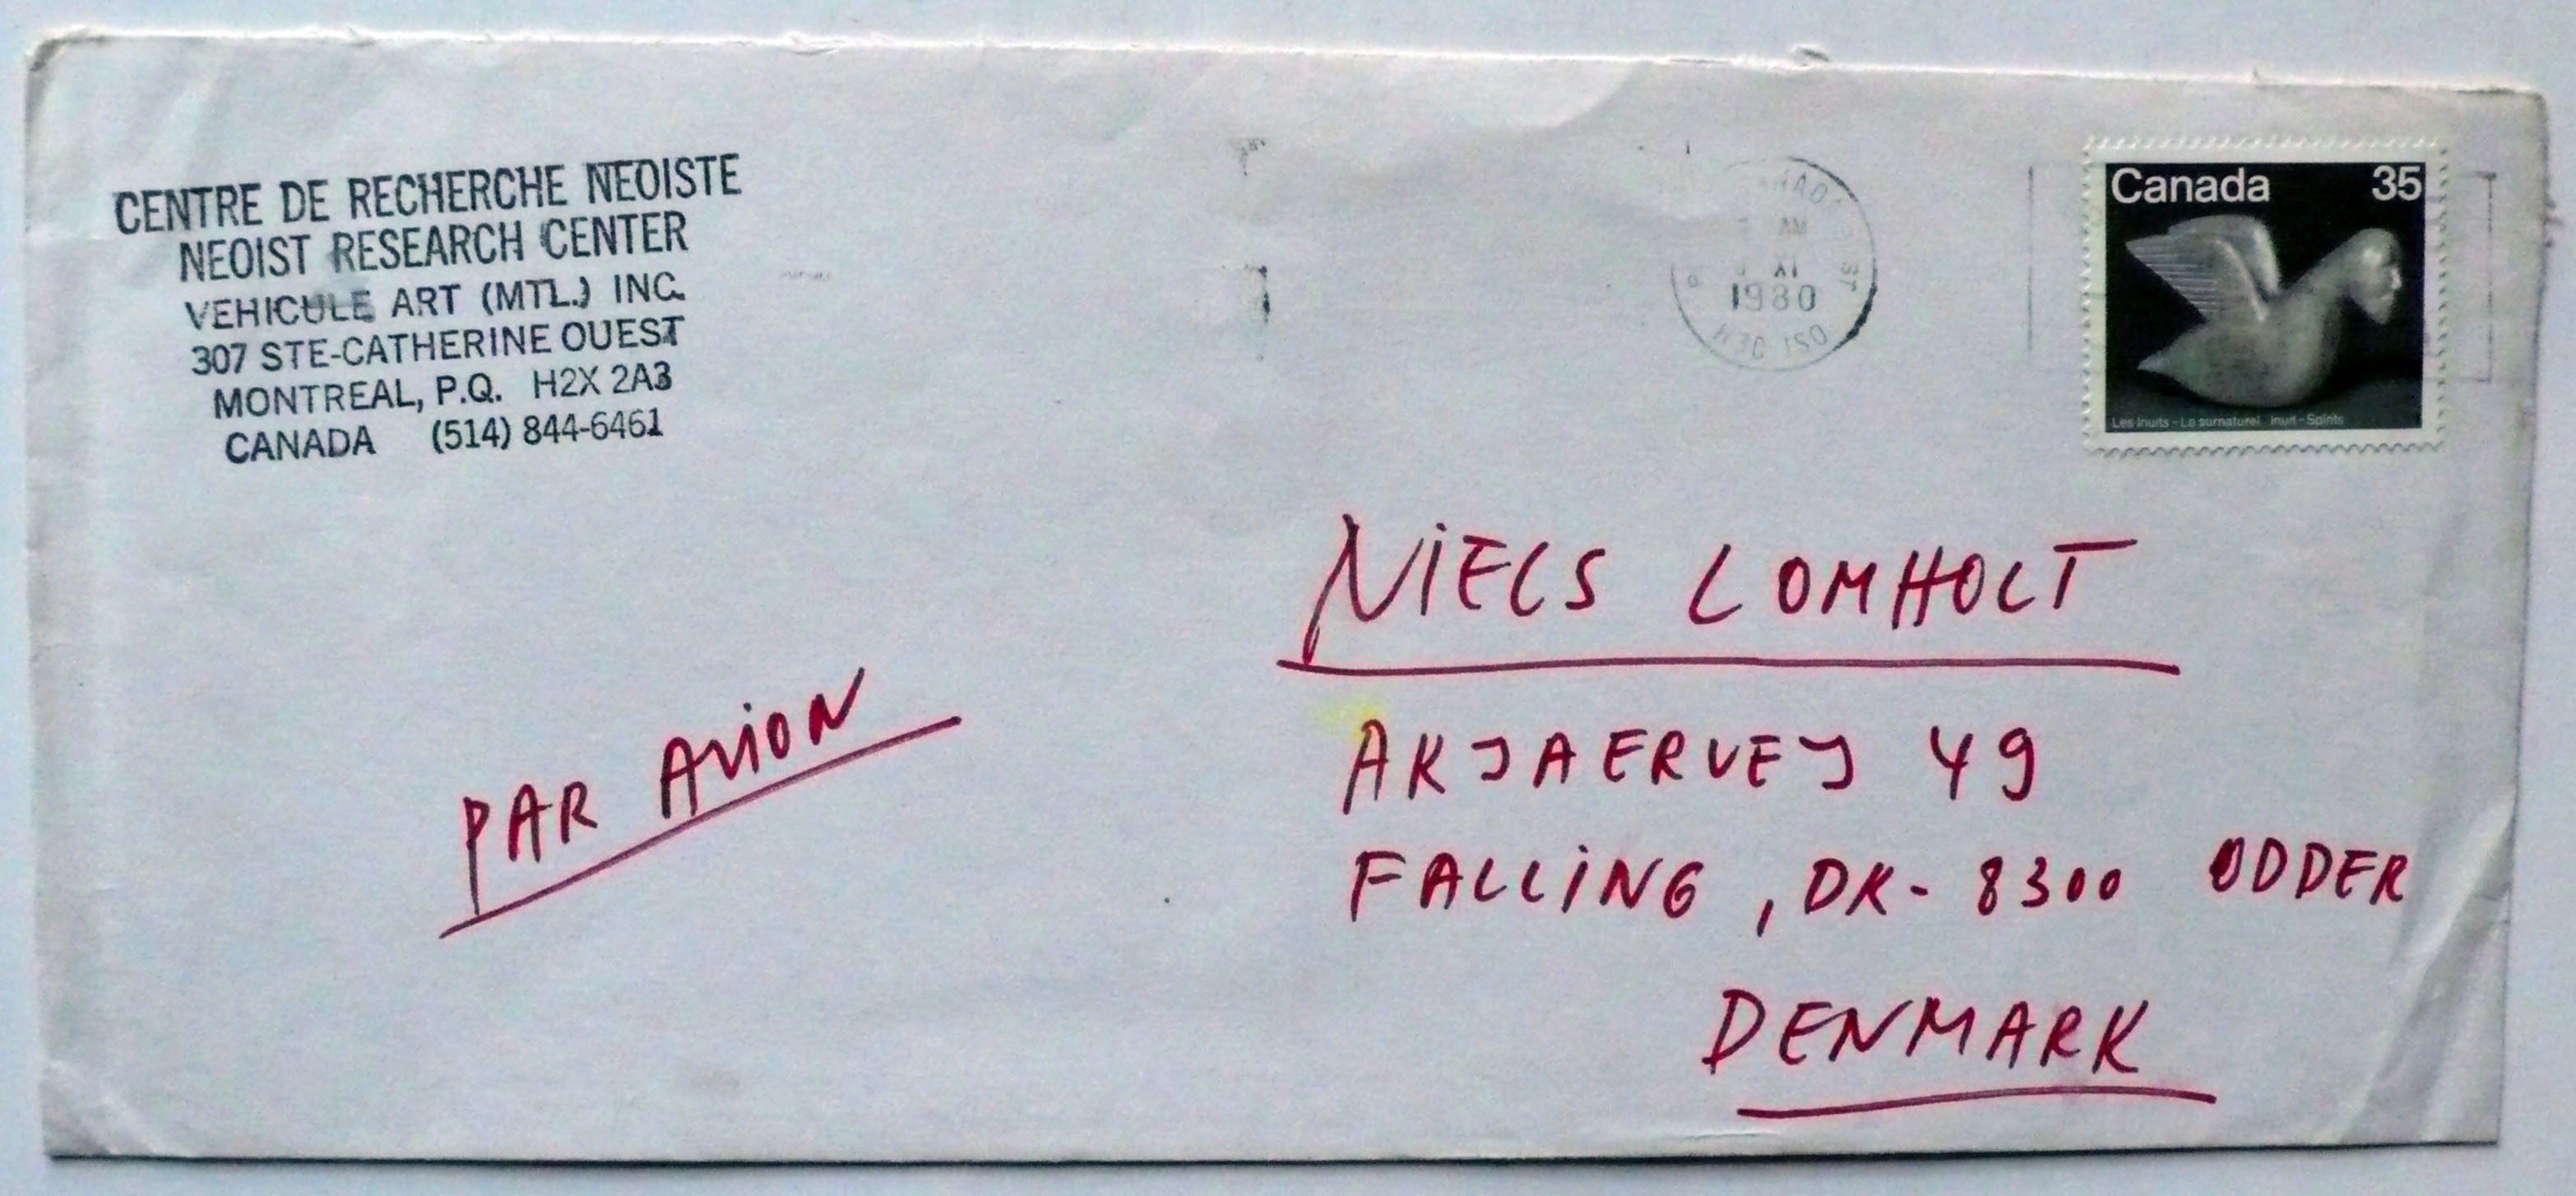 CENTRE DE RECHERCHE NEOISTE
NEOIST RESEARCH CENTER
VEHICULE ART (MTL.) INC.
307 STE-CATHERINE OUEST
MONTREAL, P.Q. H2X 2A3
CANADA (514) 844-6461
1980
Canada 35
Les Inuits - Le surnaturel Inuit - Spirits
NiELS LOMHOLT
AKJAERVEJ 49
FALLiNG, DK- 8300 ODDER
DENMARK
PAR AViON